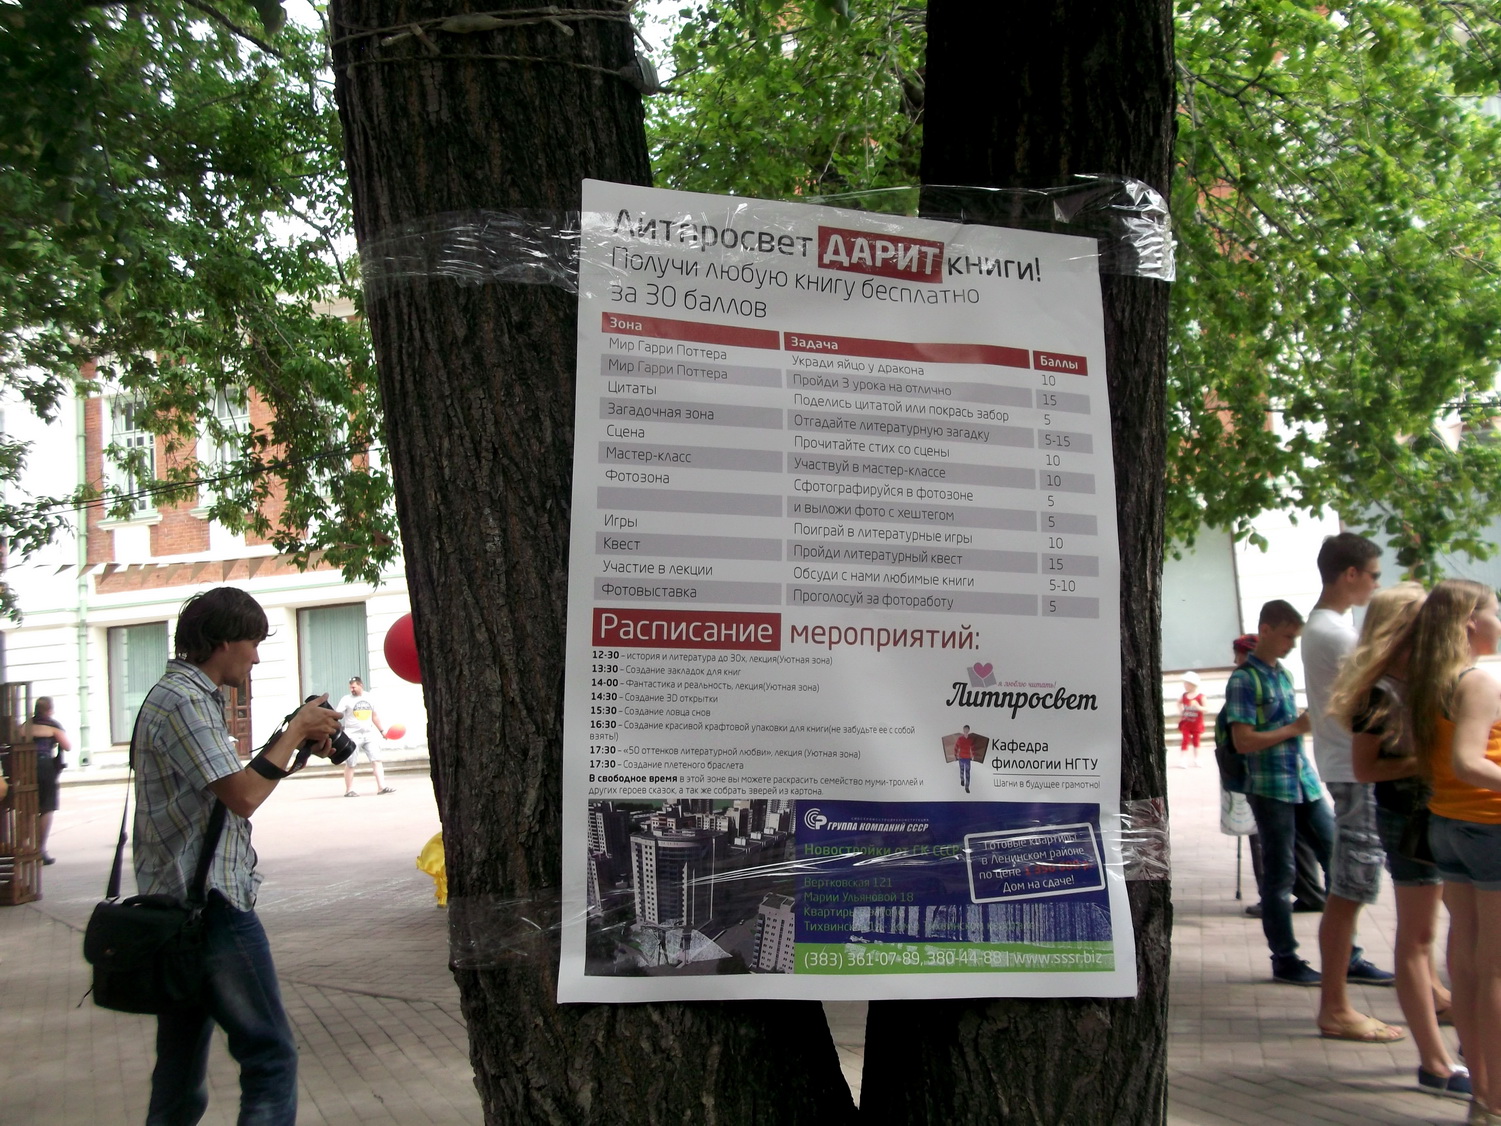 Литпросвет ДАРИТ книги!
Получи любую книгу бесплатно
за 30 баллов
Зона Задача Баллы
Мир Гарри Поттера Укради яйцо у дракона 10
Мир Гарри Поттера Пройди 3 урока на отлично 15
Цитаты Поделись цитатой или покрась забор 5
Загадочная зона Отгадайте литературную загадку 5-15
Сцена Прочитайте стих со сцены 10
Мастер-класс Участвуй в мастер-классе 10
Фотозона Сфотографируйся в фотозоне 5
и выложи фото с хештегом 5
Игры Поиграй в литературные игры 10
Квест Пройди литературный квест 15
Участие в лекции Обсуди с нами любимые книги 5-10
Фотовыставка Проголосуй за фотоработу 5
Расписание мероприятий:
12-30 – история и литература до 30х, лекция(Уютная зона)
13:30 – Создание закладок для книг
14-00 – Фантастика и реальность, лекция(Уютная зона)
14:30 – Создание 3D открытки
15:30 – Создание ловца снов
16:30 – Создание красивой крафтовой упаковки для книги(не забудьте ее с собой
взять!)
17:30 – «50 оттенков литературной любви», лекция (Уютная зона)
17:30 – Создание плетеного браслета
В свободное время в этой зоне вы можете раскрасить семейство муми-троллей и
других героев сказок, а так же собрать зверей из картона.
я люблю читать!
Литпросвет
Кафедра
филологии НГТУ
Шагни в будущее грамотно!
ГРУППА КОМПАНИЙ СССР
Новостройки от ГК СССР
Вертковская 121
Марии Ульяновой 18
Квартиры
Тихвинская
Готовые квартиры
в Ленинском районе
по цене
Дом на сдаче!
(383) 361-07-89, 380-44-88 | www.sssr.biz